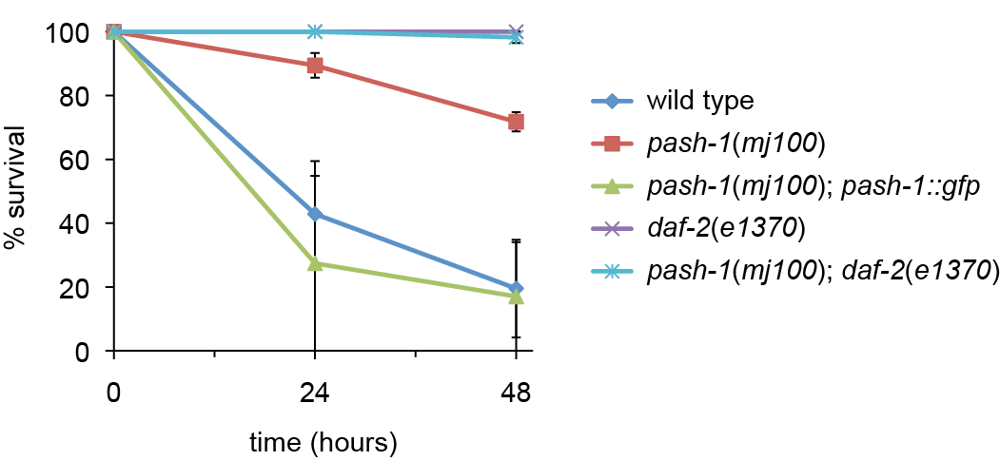 100
80
60
40
20
0
% survival
0 24 48
time (hours)
wild type
pash-1(mj100)
pash-1(mj100); pash-1::gfp
daf-2(e1370)
pash-1(mj100); daf-2(e1370)